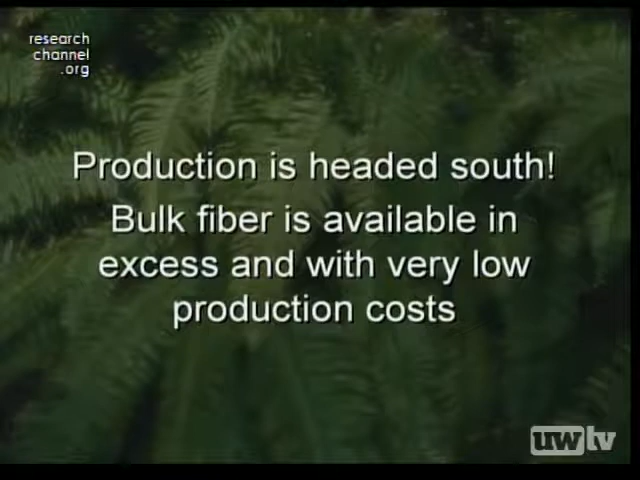 research
channel
.org
Production is headed south!
Bulk fiber is available in
excess and with very low
production costs
uwtv